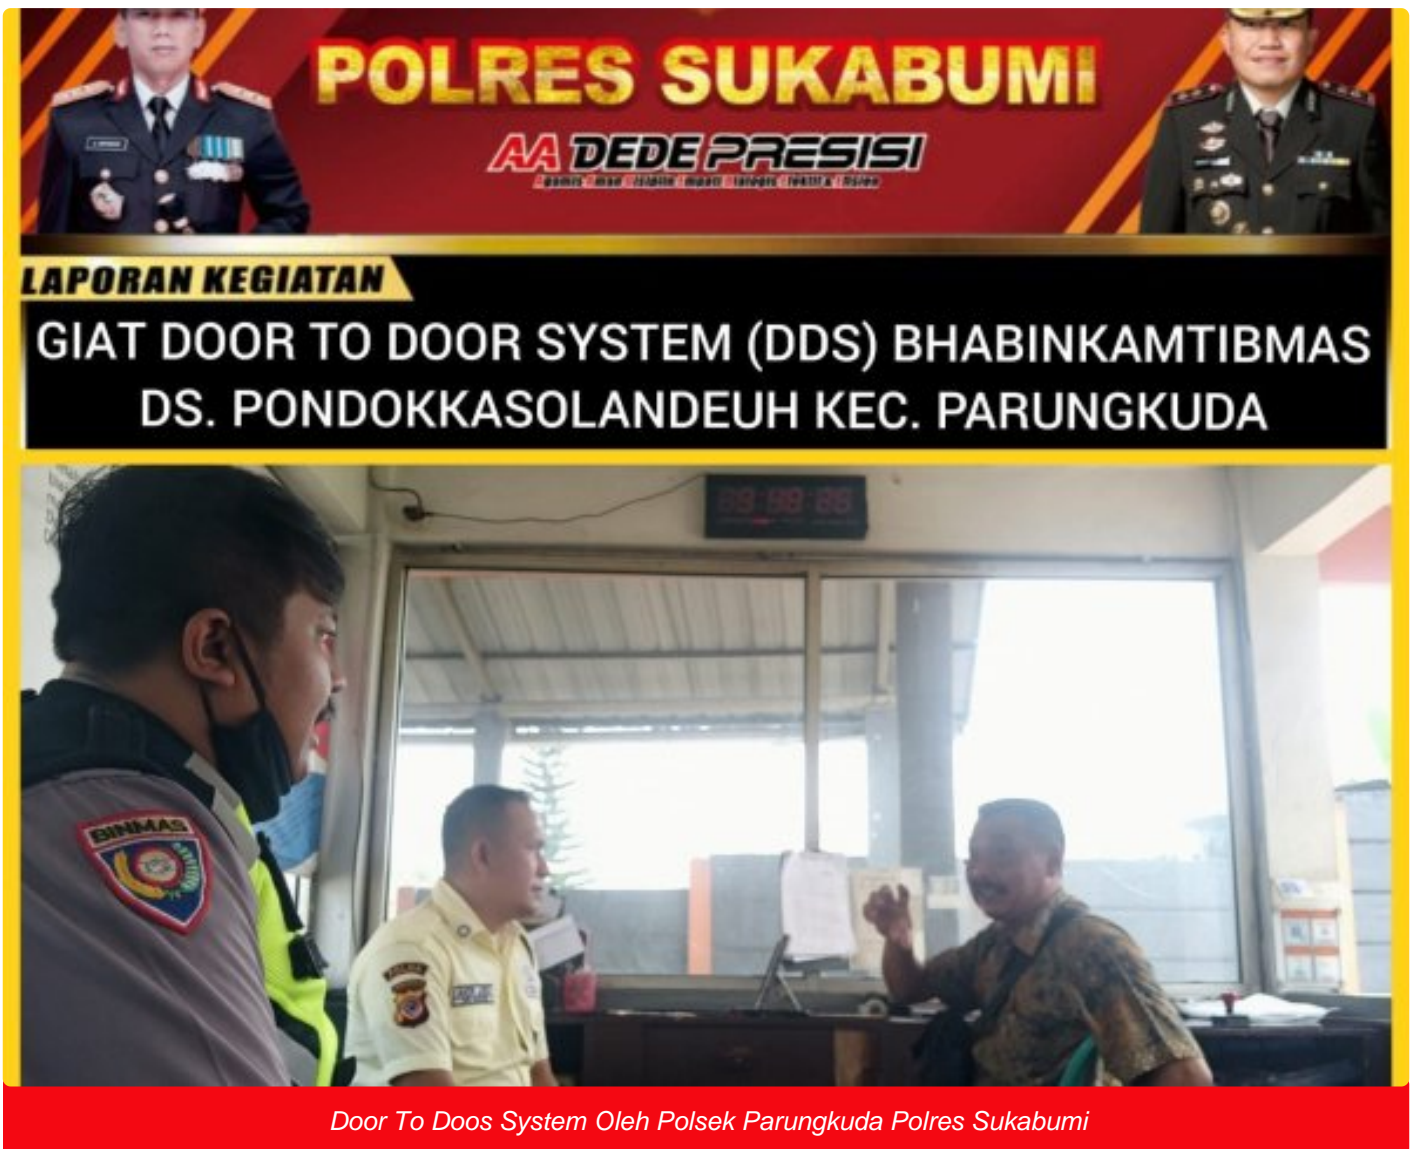 POLRES SUKABUMI
AA DEDE PRESISI
LAPORAN KEGIATAN
GIAT DOOR TO DOOR SYSTEM (DDS) BHABINKAMTIBMAS
DS. PONDOKKASOLANDEUH KEC. PARUNGKUDA
BINMAS
Door To Doos System Oleh Polsek Parungkuda Polres Sukabumi